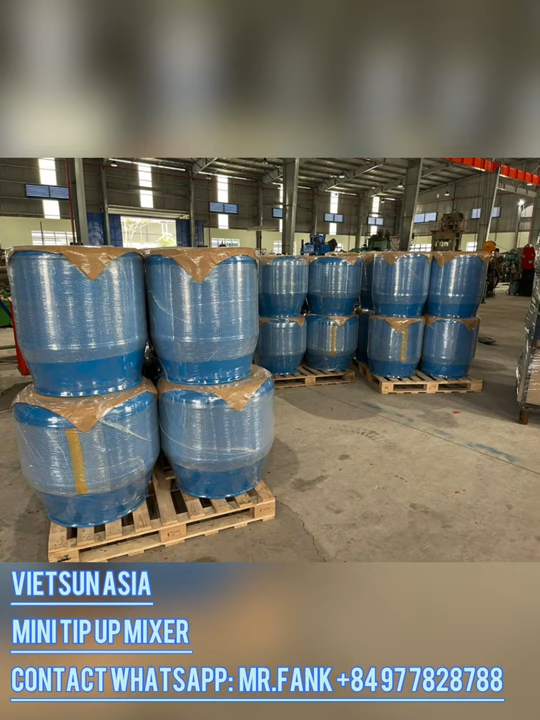 VIETSUN ASIA
MINI TIP UP MIXER
CONTACT WHATSAPP: MR.FANK +84 977828788